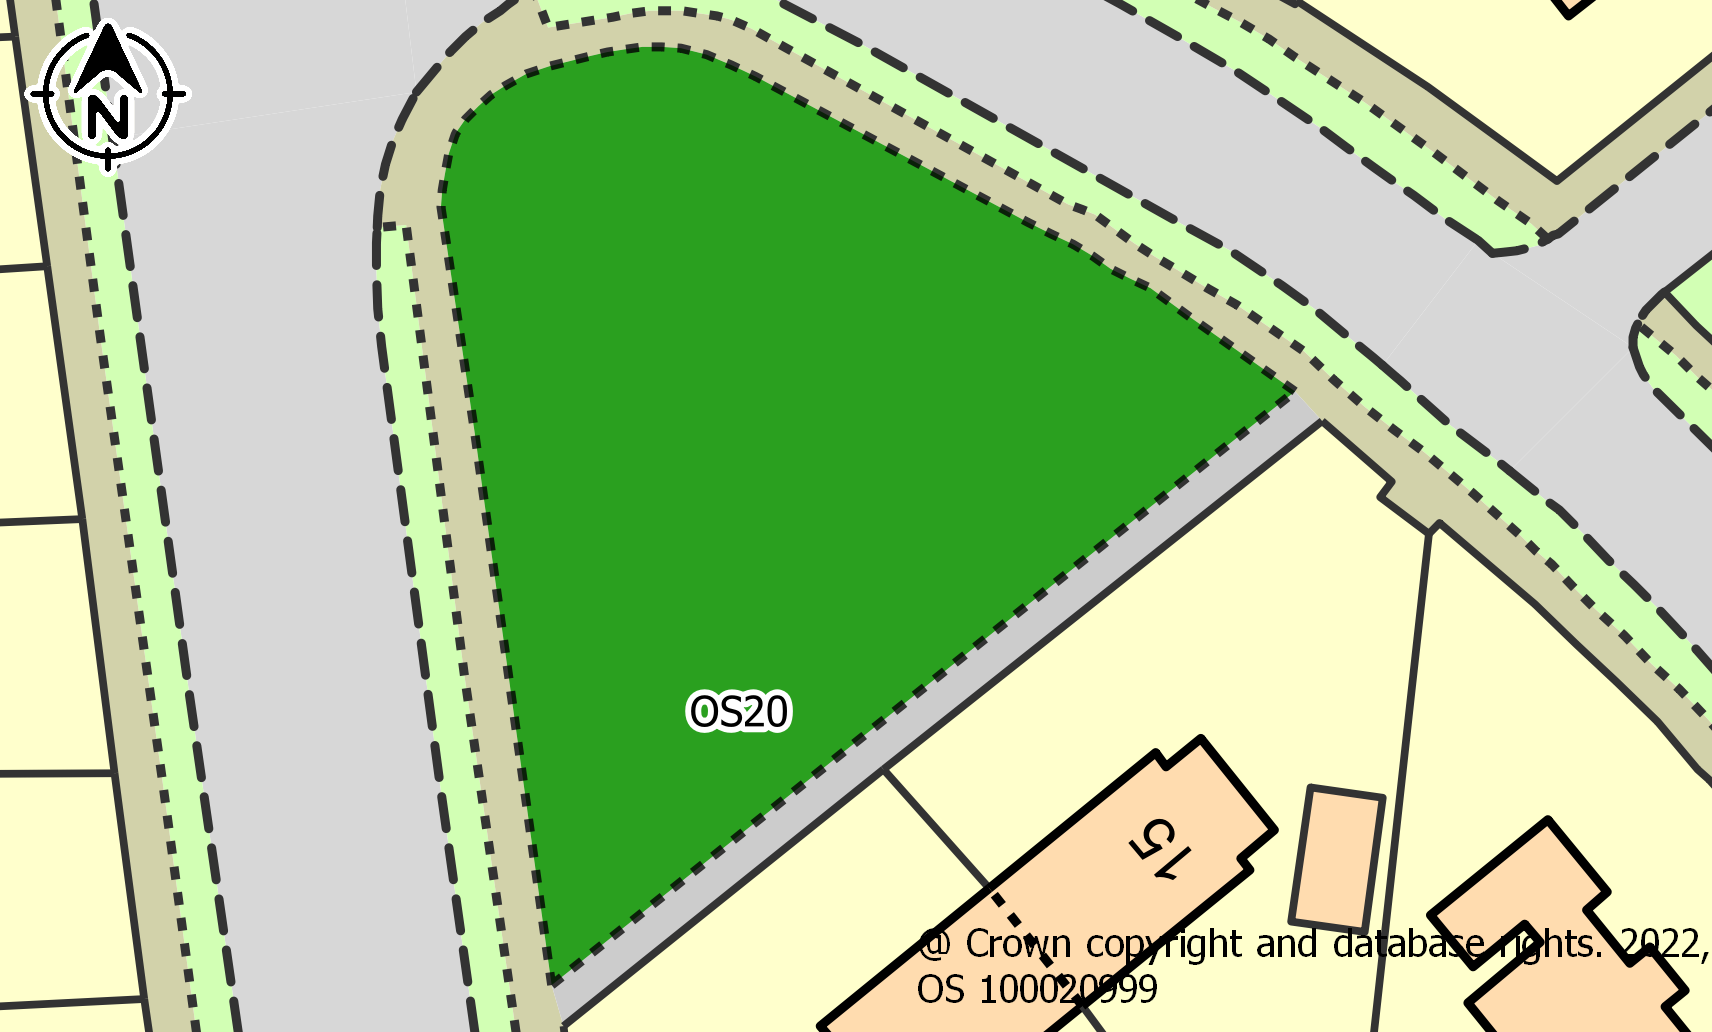 N
OS20
15
@ Crown copyright and database rights. 2022,
OS 100020999